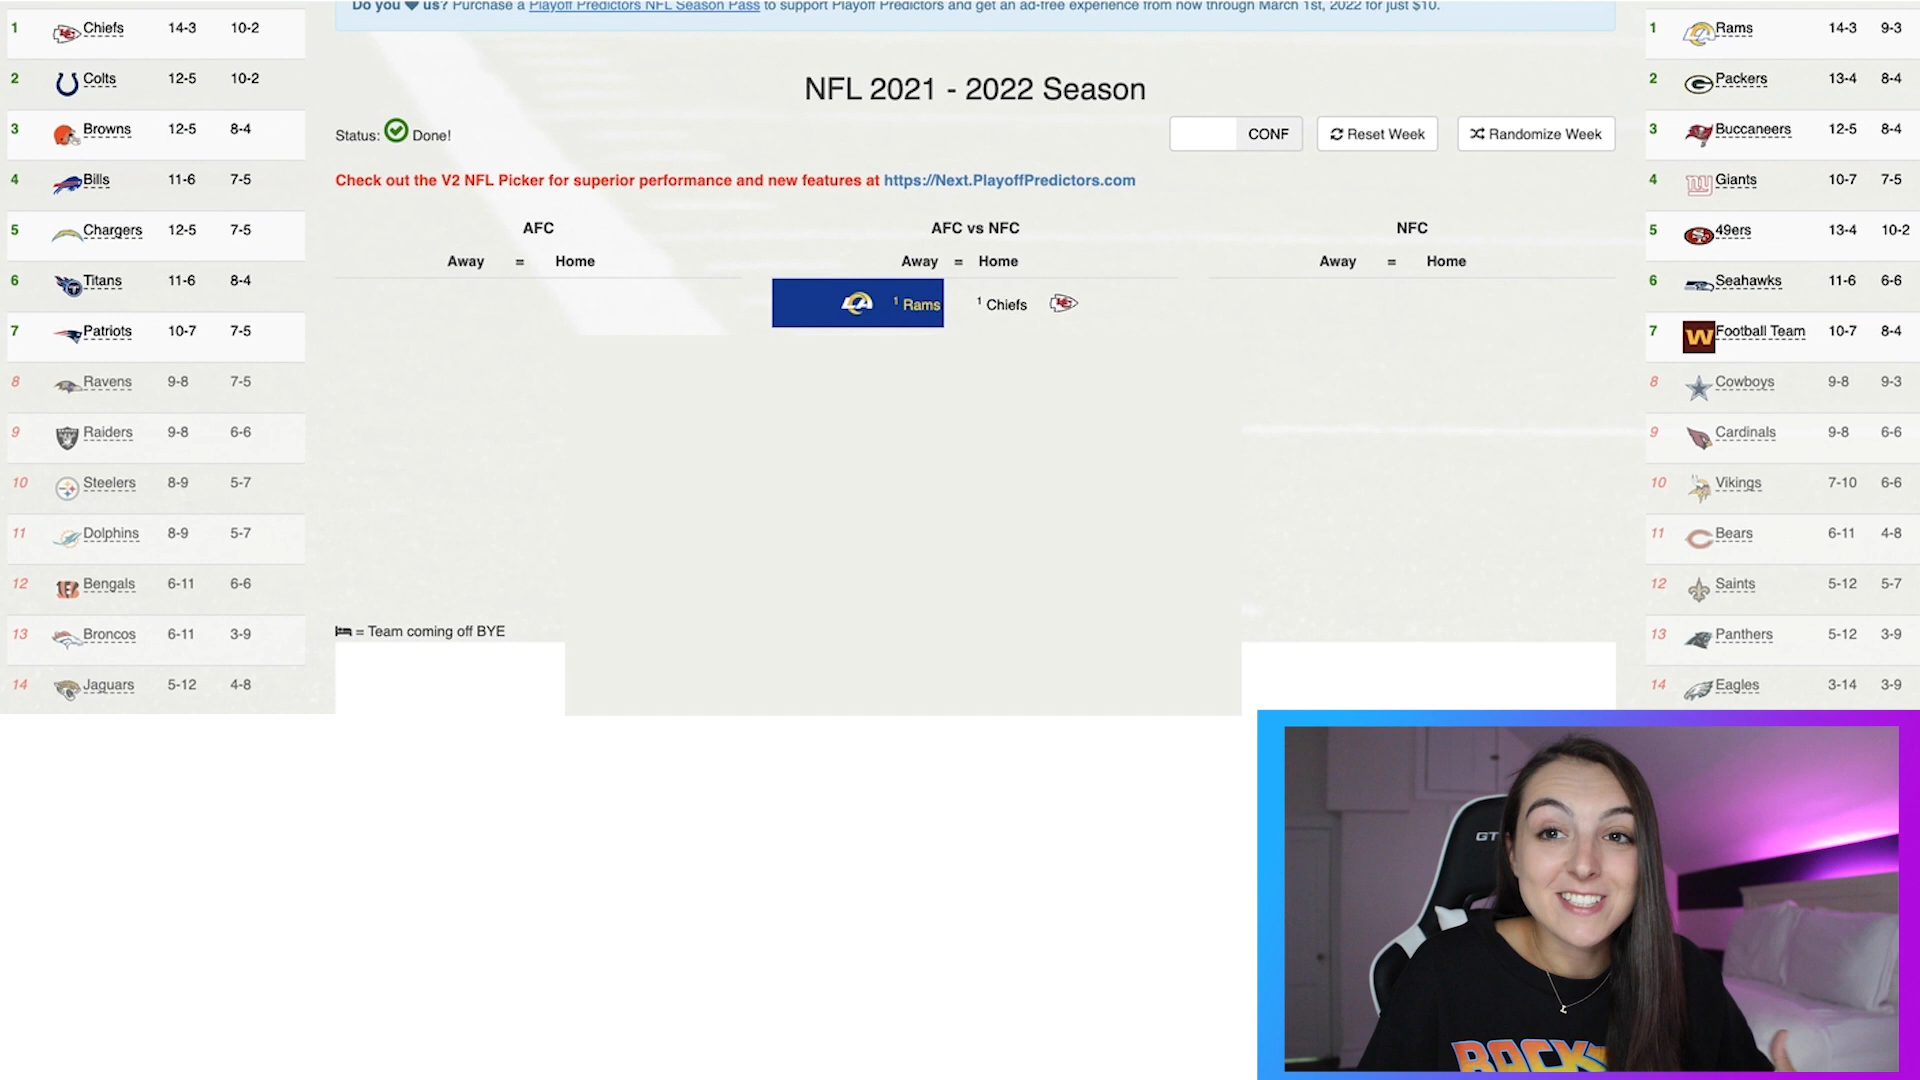 Do you ❤ us? Purchase a Playoff Predictors NFL Season Pass to support Playoff Predictors and get an ad-free experience from now through March 1st, 2022 for just $10.
NFL 2021 - 2022 Season
Status: Done!
CONF
Reset Week
Randomize Week
Check out the V2 NFL Picker for superior performance and new features at https://Next.PlayoffPredictors.com
AFC
Away = Home
AFC vs NFC
Away = Home
1 Rams 1 Chiefs
NFC
Away = Home
= Team coming off BYE
1 Chiefs 14-3 10-2
2 Colts 12-5 10-2
3 Browns 12-5 8-4
4 Bills 11-6 7-5
5 Chargers 12-5 7-5
6 Titans 11-6 8-4
7 Patriots 10-7 7-5
8 Ravens 9-8 7-5
9 Raiders 9-8 6-6
10 Steelers 8-9 5-7
11 Dolphins 8-9 5-7
12 Bengals 6-11 6-6
13 Broncos 6-11 3-9
14 Jaguars 5-12 4-8
1 Rams 14-3 9-3
2 Packers 13-4 8-4
3 Buccaneers 12-5 8-4
4 Giants 10-7 7-5
5 49ers 13-4 10-2
6 Seahawks 11-6 6-6
7 Football Team 10-7 8-4
8 Cowboys 9-8 9-3
9 Cardinals 9-8 6-6
10 Vikings 7-10 6-6
11 Bears 6-11 4-8
12 Saints 5-12 5-7
13 Panthers 5-12 3-9
14 Eagles 3-14 3-9
GT